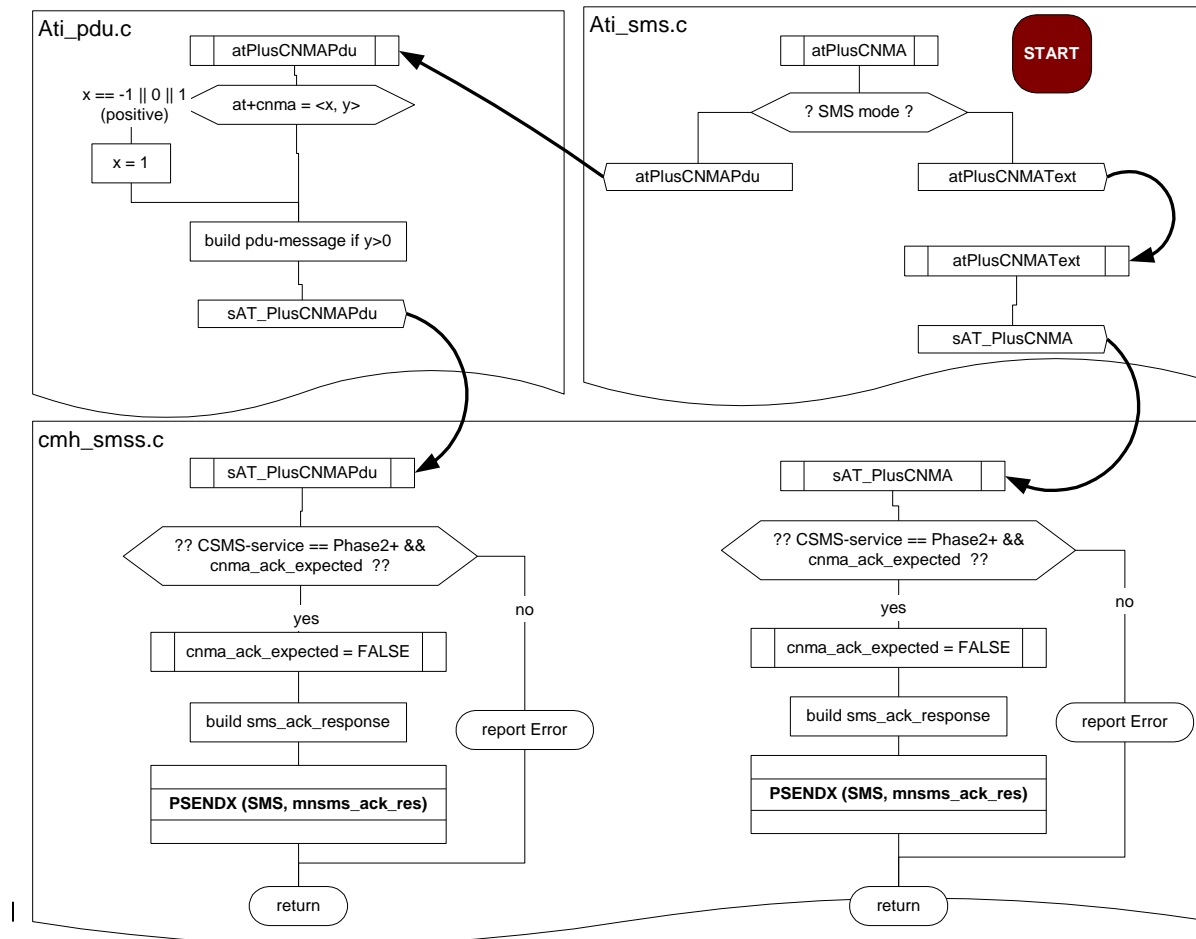 Ati_pdu.c
atPlusCNMAPdu
x == -1 || 0 || 1
(positive)
at+cnma = <x, y>
x = 1
build pdu-message if y>0
sAT_PlusCNMAPdu
Ati_sms.c
START
atPlusCNMA
? SMS mode ?
atPlusCNMAPdu
atPlusCNMAText
atPlusCNMAText
sAT_PlusCNMA
cmh_smss.c
sAT_PlusCNMAPdu
?? CSMS-service == Phase2+ &&
cnma_ack_expected ??
yes
no
cnma_ack_expected = FALSE
build sms_ack_response
report Error
PSENDX (SMS, mnsms_ack_res)
return
sAT_PlusCNMA
?? CSMS-service == Phase2+ &&
cnma_ack_expected ??
yes
no
cnma_ack_expected = FALSE
build sms_ack_response
report Error
PSENDX (SMS, mnsms_ack_res)
return